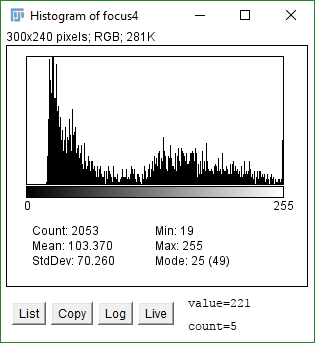 Histogram of focus4
300x240 pixels; RGB; 281K
0 255
Count: 2053 Min: 19
Mean: 103.370 Max: 255
StdDev: 70.260 Mode: 25 (49)
List Copy Log Live value=221
count=5